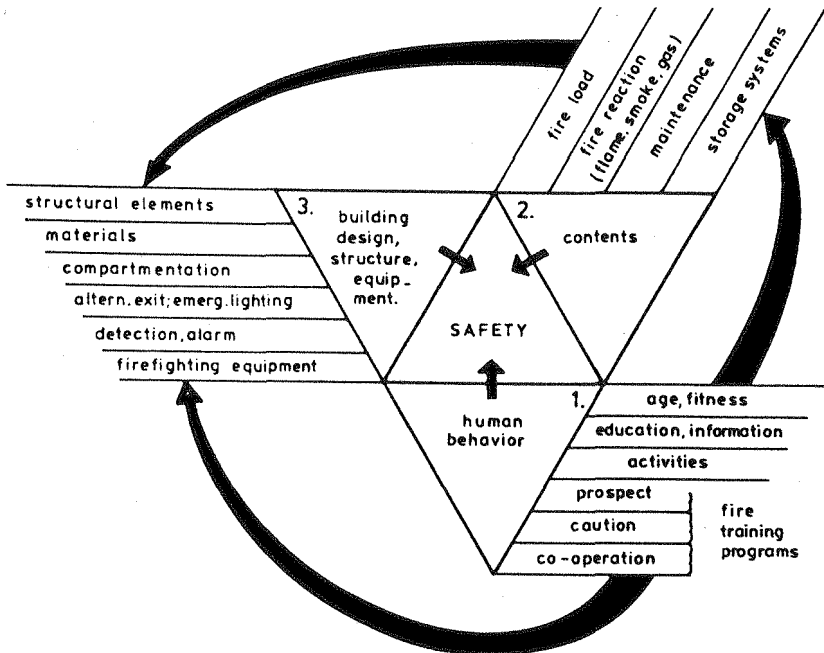 fire load
fire reaction
(flame, smoke, gas)
maintenance
storage systems
structural elements
materials
compartmentation
altern. exit; emerg. lighting
detection, alarm
firefighting equipment
3.
building
design,
structure,
equip-
ment.
2.
contents
SAFETY
1.
human
behavior
age, fitness
education, information
activities
prospect
caution
co-operation
fire
training
programs